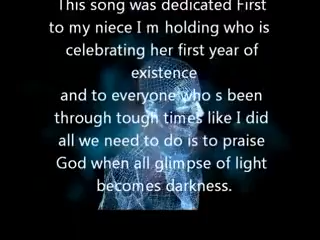 This song was dedicated First
to my niece I m holding who is
celebrating her first year of
existence
and to everyone who s been
through tough times like I did
all we need to do is to praise
God when all glimpse of light
becomes darkness.